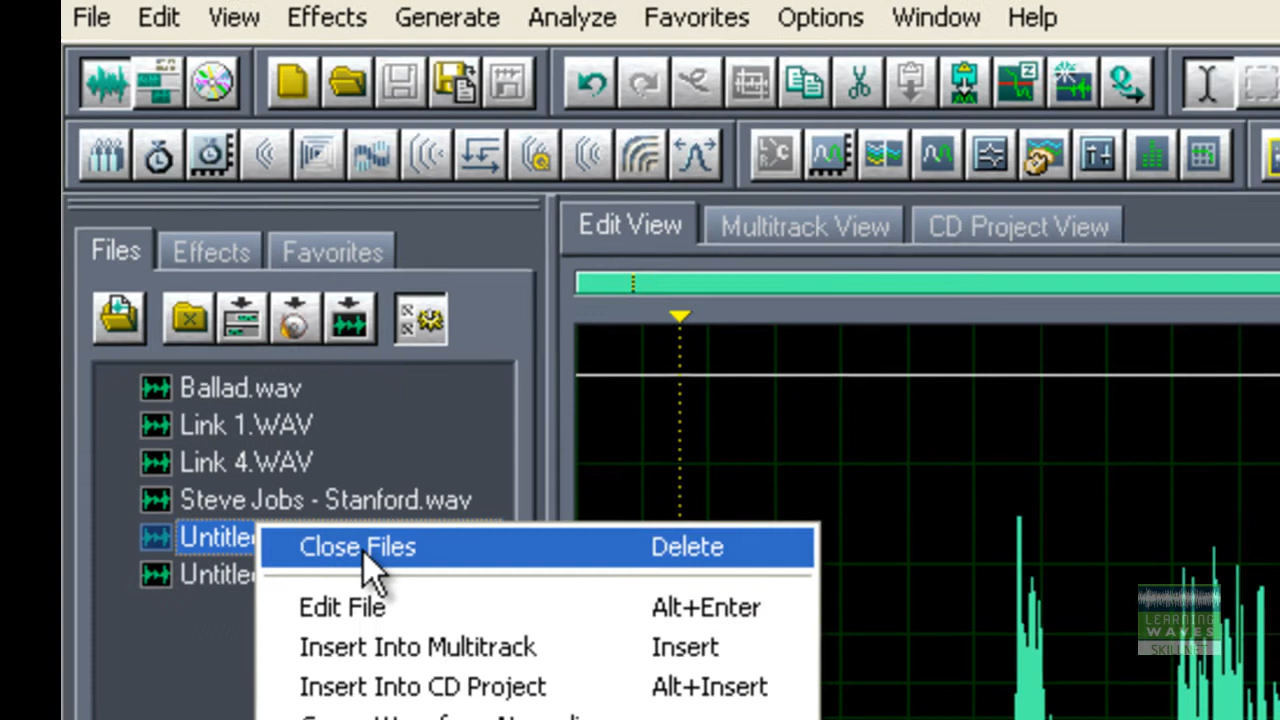 File Edit View Effects Generate Analyze Favorites Options Window Help
Edit View Multitrack View CD Project View
Files Effects Favorites
Ballad.wav
Link 1.WAV
Link 4.WAV
Steve Jobs - Stanford.wav
Close Files Delete
Edit File Alt+Enter
Insert Into Multitrack Insert
Insert Into CD Project Alt+Insert
LEARNING
WAVES
SKILLNET